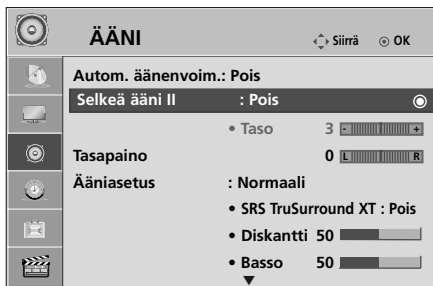 ÄÄNI Siirrä OK
Autom. äänenvoim.: Pois
Selkeä ääni II : Pois
• Taso 3 - +
Tasapaino 0 L R
Ääniasetus : Normaali
• SRS TruSurround XT : Pois
• Diskantti 50
• Basso 50